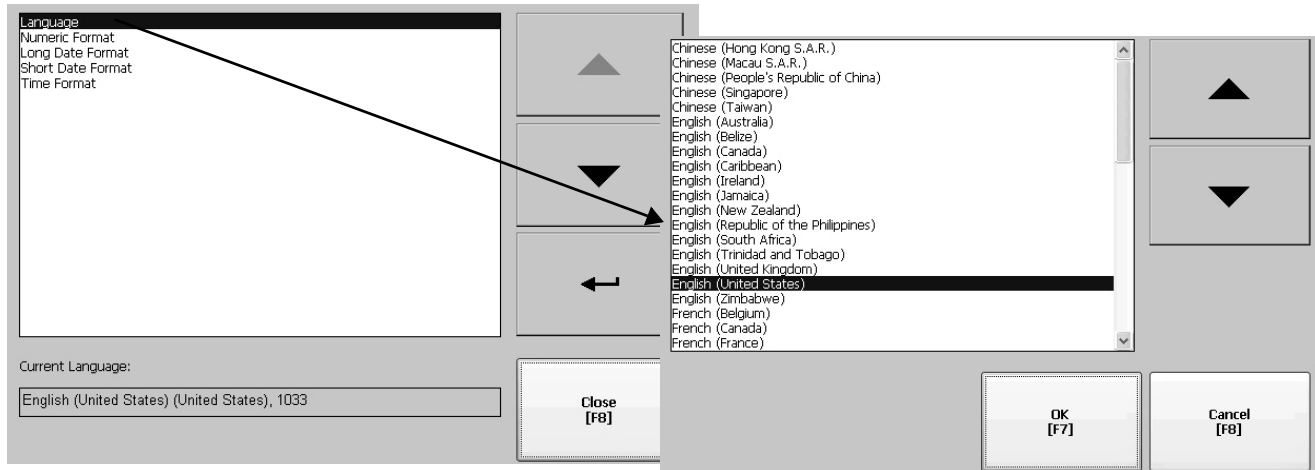 Language
Numeric Format
Long Date Format
Short Date Format
Time Format
Current Language:
English (United States) (United States), 1033
Close
[F8]
Chinese (Hong Kong S.A.R.)
Chinese (Macau S.A.R.)
Chinese (People's Republic of China)
Chinese (Singapore)
Chinese (Taiwan)
English (Australia)
English (Belize)
English (Canada)
English (Caribbean)
English (Ireland)
English (Jamaica)
English (New Zealand)
English (Republic of the Philippines)
English (South Africa)
English (Trinidad and Tobago)
English (United Kingdom)
English (United States)
English (Zimbabwe)
French (Belgium)
French (Canada)
French (France)
OK
[F7]
Cancel
[F8]